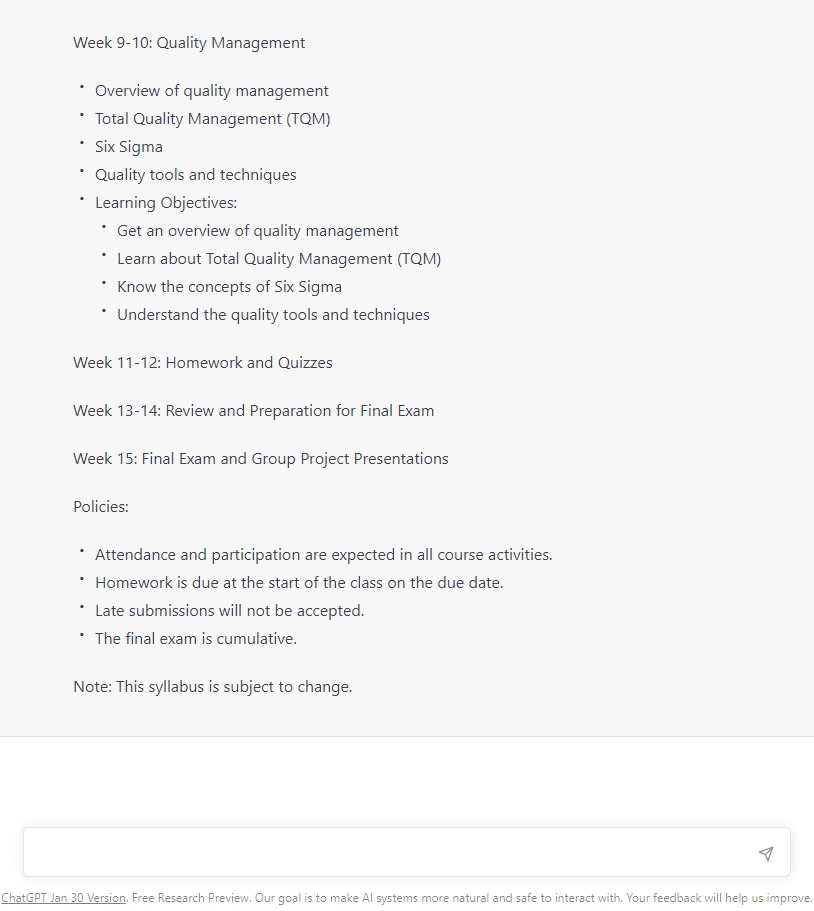 Week 9-10: Quality Management
• Overview of quality management
• Total Quality Management (TQM)
• Six Sigma
• Quality tools and techniques
• Learning Objectives:
• Get an overview of quality management
• Learn about Total Quality Management (TQM)
• Know the concepts of Six Sigma
• Understand the quality tools and techniques
Week 11-12: Homework and Quizzes
Week 13-14: Review and Preparation for Final Exam
Week 15: Final Exam and Group Project Presentations
Policies:
• Attendance and participation are expected in all course activities.
• Homework is due at the start of the class on the due date.
• Late submissions will not be accepted.
• The final exam is cumulative.
Note: This syllabus is subject to change.
ChatGPT Jan 30 Version. Free Research Preview. Our goal is to make AI systems more natural and safe to interact with. Your feedback will help us improve.